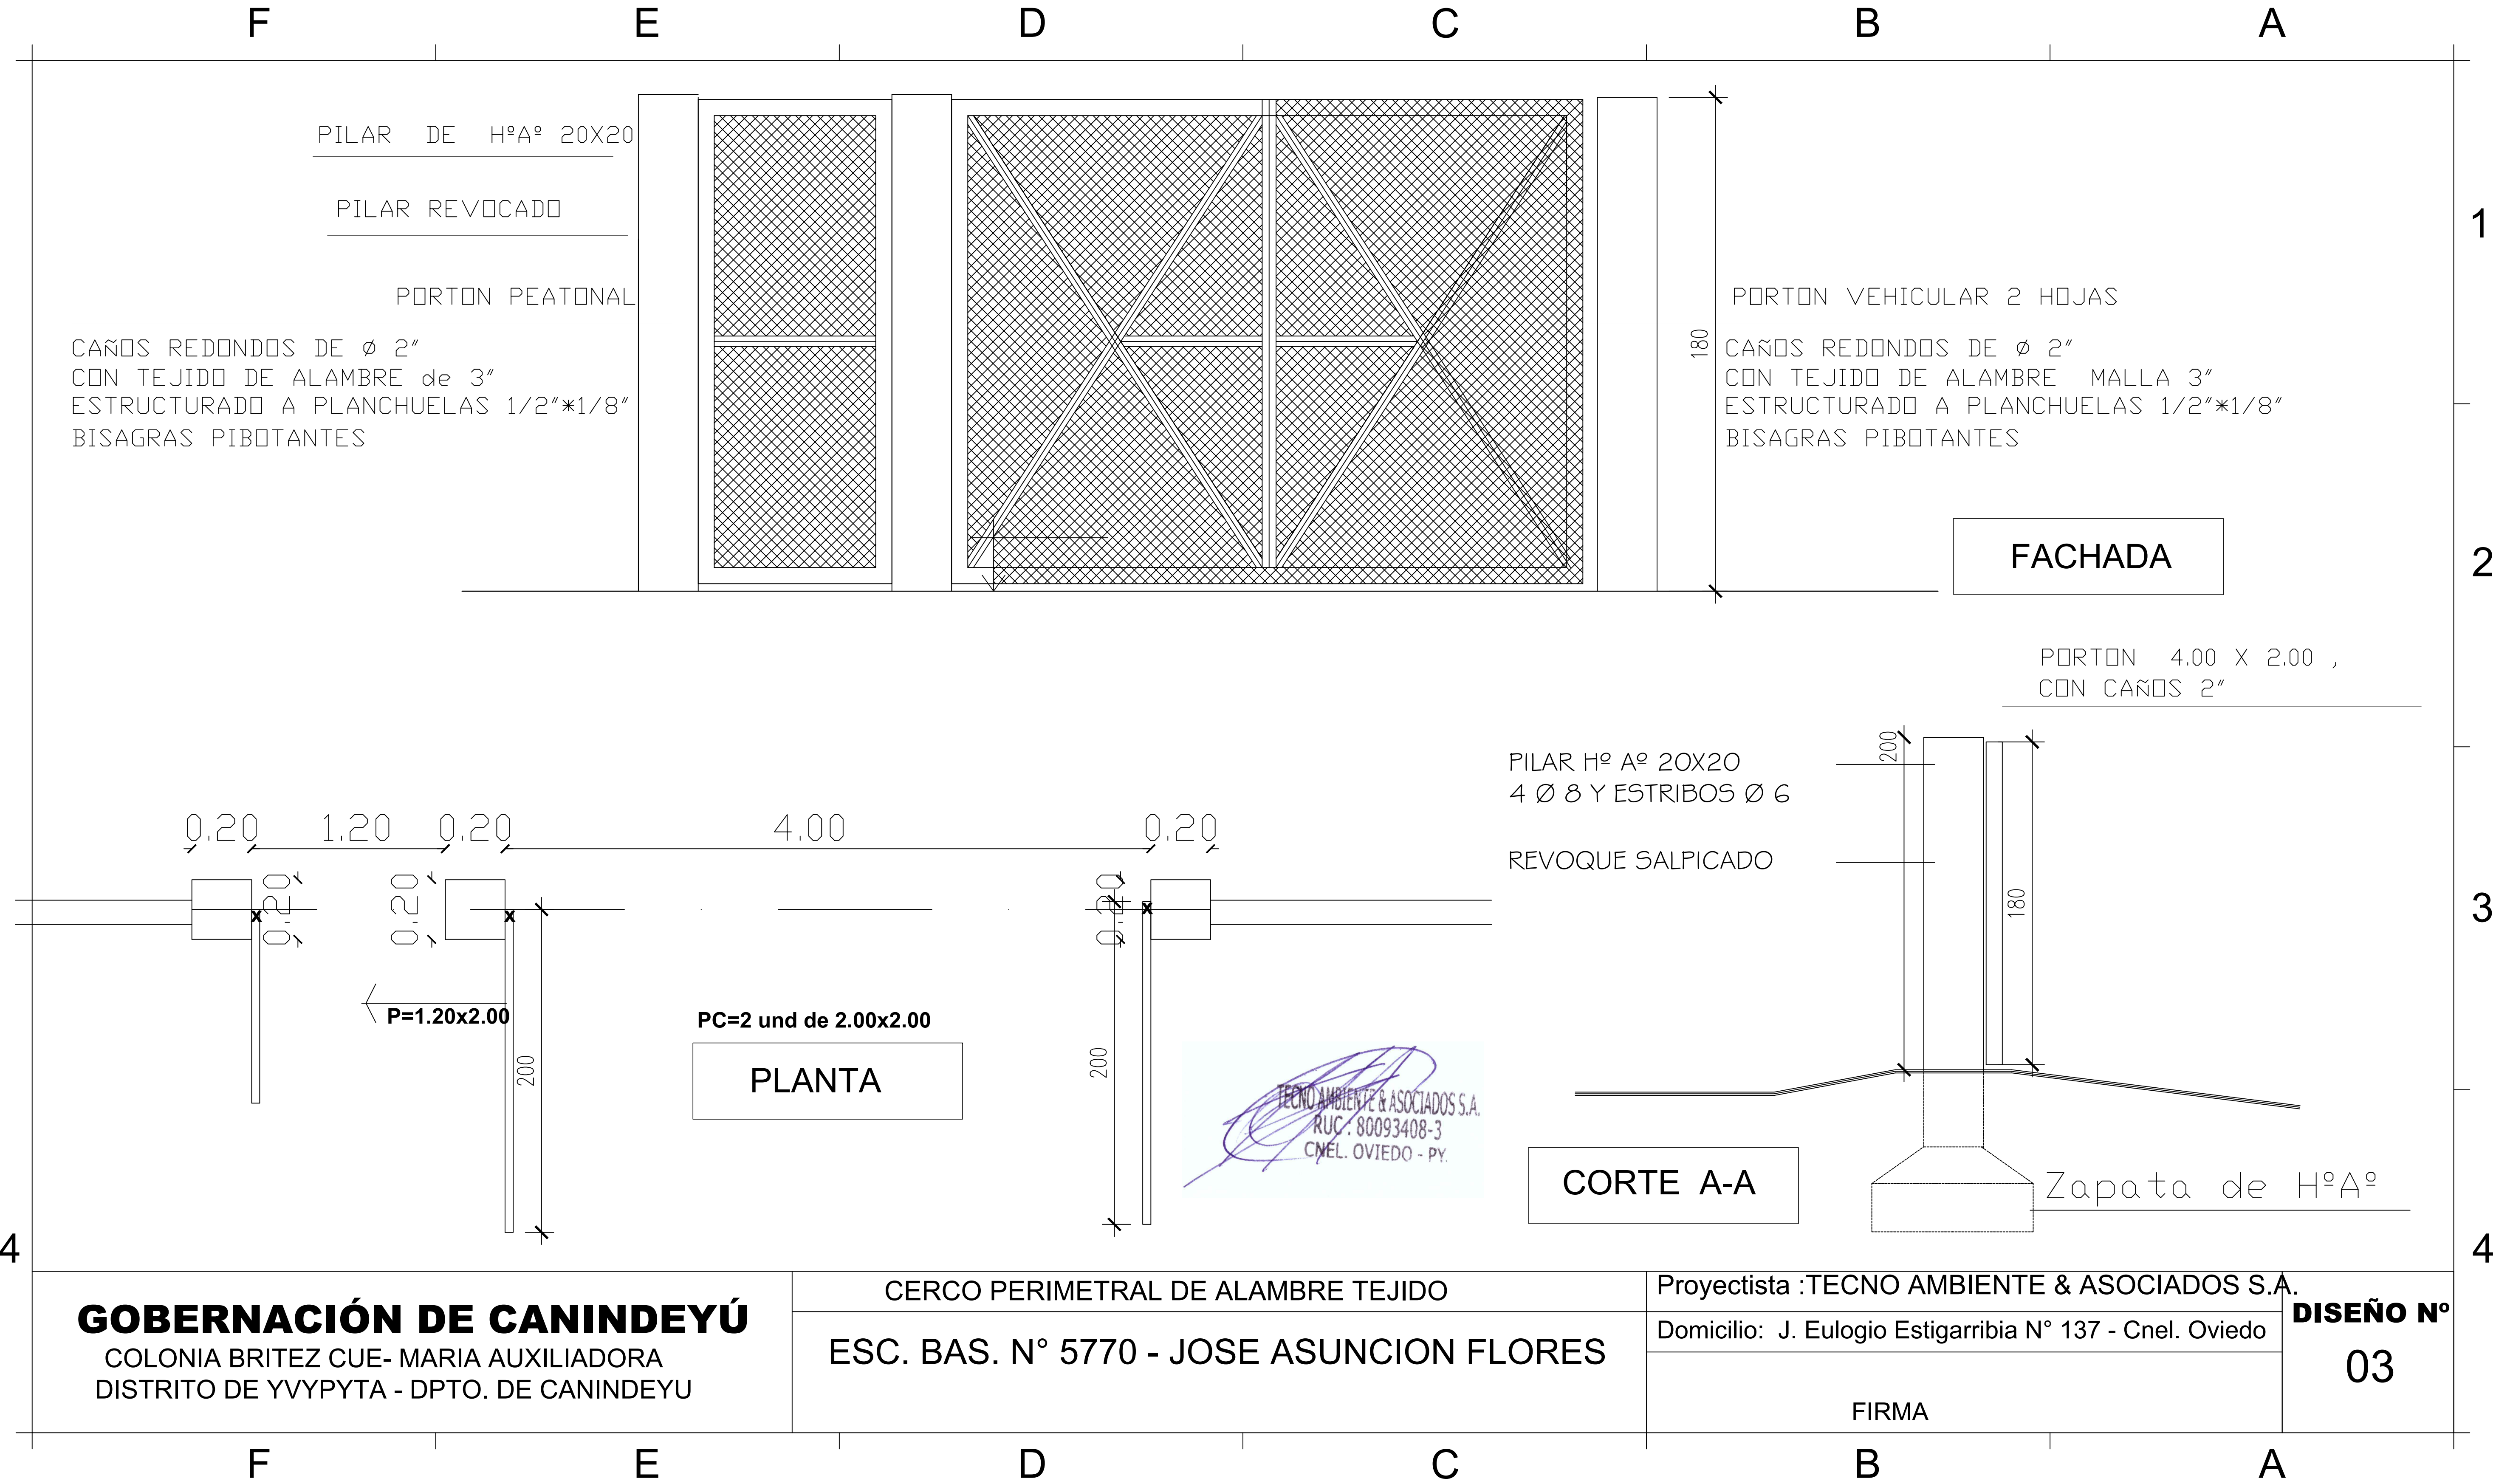 F E D C B A
PILAR DE HºAº 20X20
PILAR REVOCADO
PORTON PEATONAL
CAÑOS REDONDOS DE Ø 2"
CON TEJIDO DE ALAMBRE de 3"
ESTRUCTURADO A PLANCHUELAS 1/2"*1/8"
BISAGRAS PIBOTANTES
180
PORTON VEHICULAR 2 HOJAS
CAÑOS REDONDOS DE Ø 2"
CON TEJIDO DE ALAMBRE MALLA 3"
ESTRUCTURADO A PLANCHUELAS 1/2"*1/8"
BISAGRAS PIBOTANTES
1
FACHADA
2
PORTON 4.00 X 2.00 ,
CON CAÑOS 2"
0.20 1.20 0.20 4.00 0.20
0.20
0.20
0.20
x x x
P=1.20x2.00
200
PC=2 und de 2.00x2.00
PLANTA
200
TECNO AMBIENTE & ASOCIADOS S.A.
RUC : 80093408-3
CNEL. OVIEDO - PY.
PILAR Hº Aº 20X20
4 Ø 8 Y ESTRIBOS Ø 6
REVOQUE SALPICADO
200
180
3
CORTE A-A
Zapata de HºAº
4
4
GOBERNACIÓN DE CANINDEYÚ
COLONIA BRITEZ CUE- MARIA AUXILIADORA
DISTRITO DE YVYPYTA - DPTO. DE CANINDEYU
CERCO PERIMETRAL DE ALAMBRE TEJIDO
ESC. BAS. N° 5770 - JOSE ASUNCION FLORES
Proyectista :TECNO AMBIENTE & ASOCIADOS S.A.
Domicilio: J. Eulogio Estigarribia N° 137 - Cnel. Oviedo
FIRMA
DISEÑO Nº
03
F E D C B A